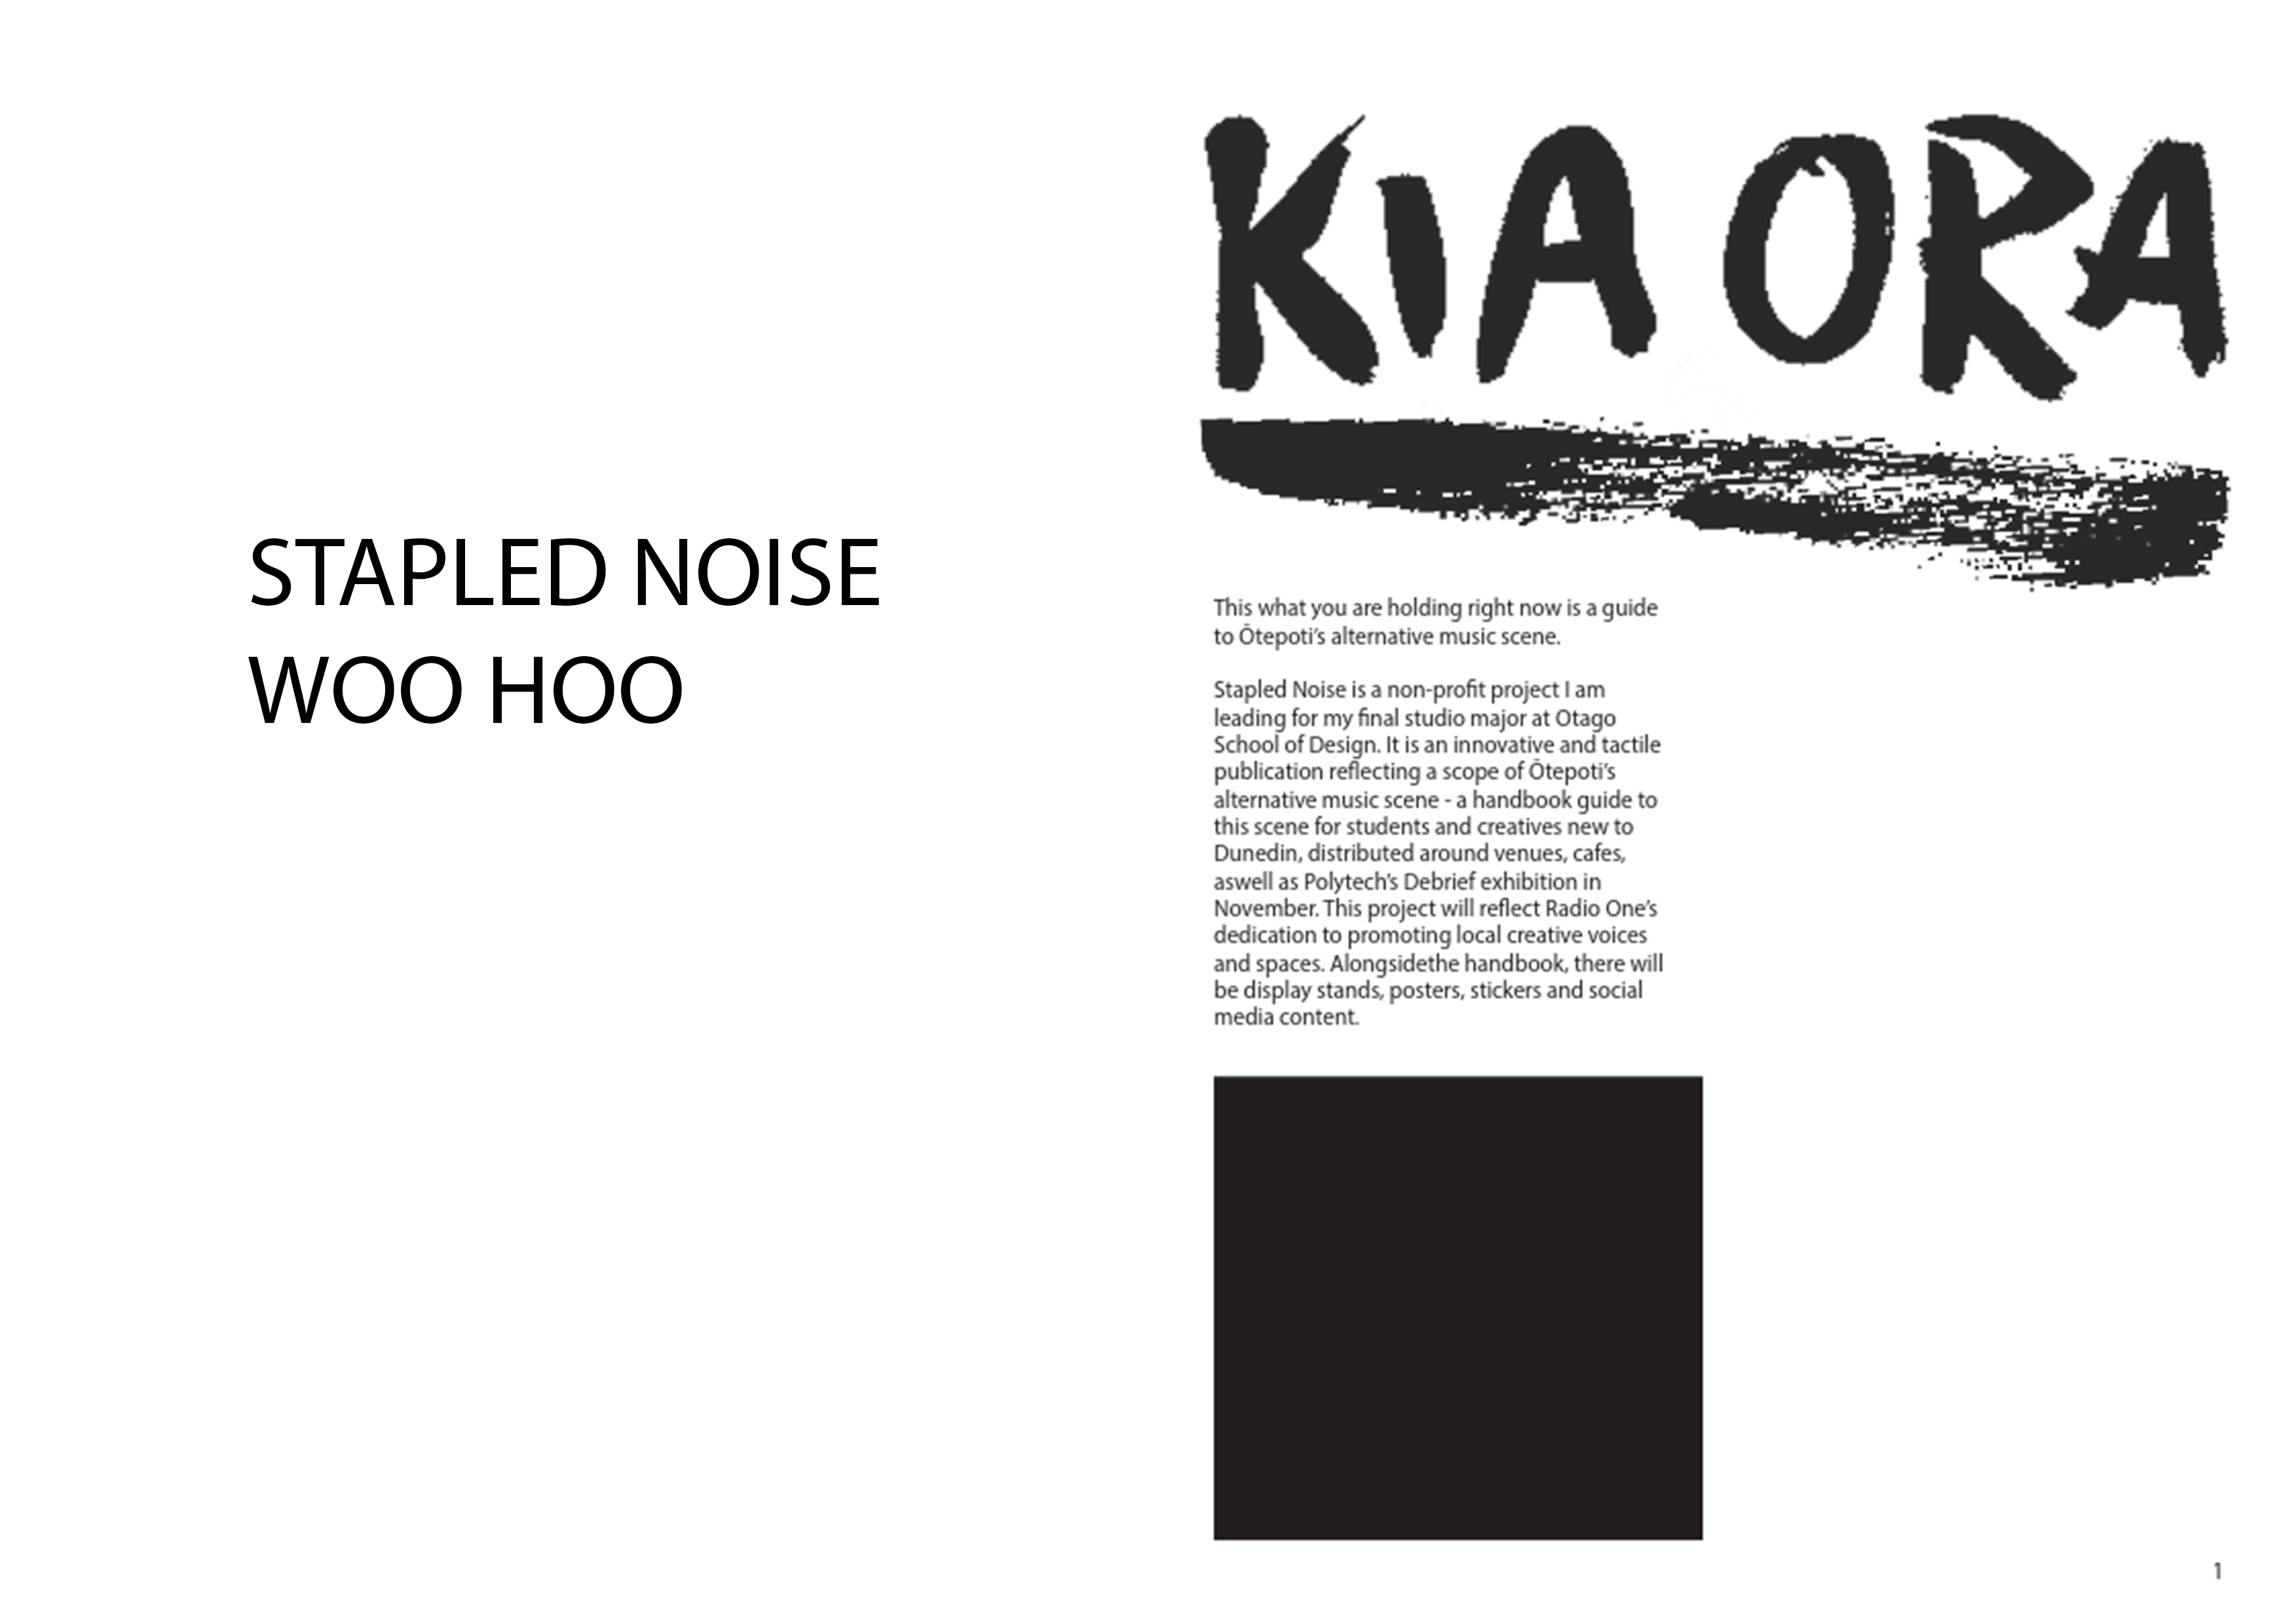 STAPLED NOISE
WOO HOO
KIA ORA
This what you are holding right now is a guide
to Ōtepoti’s alternative music scene.
Stapled Noise is a non-profit project I am
leading for my final studio major at Otago
School of Design. It is an innovative and tactile
publication reflecting a scope of Ōtepoti’s
alternative music scene - a handbook guide to
this scene for students and creatives new to
Dunedin, distributed around venues, cafes,
aswell as Polytech’s Debrief exhibition in
November. This project will reflect Radio One’s
dedication to promoting local creative voices
and spaces. Alongsidethe handbook, there will
be display stands, posters, stickers and social
media content.
1